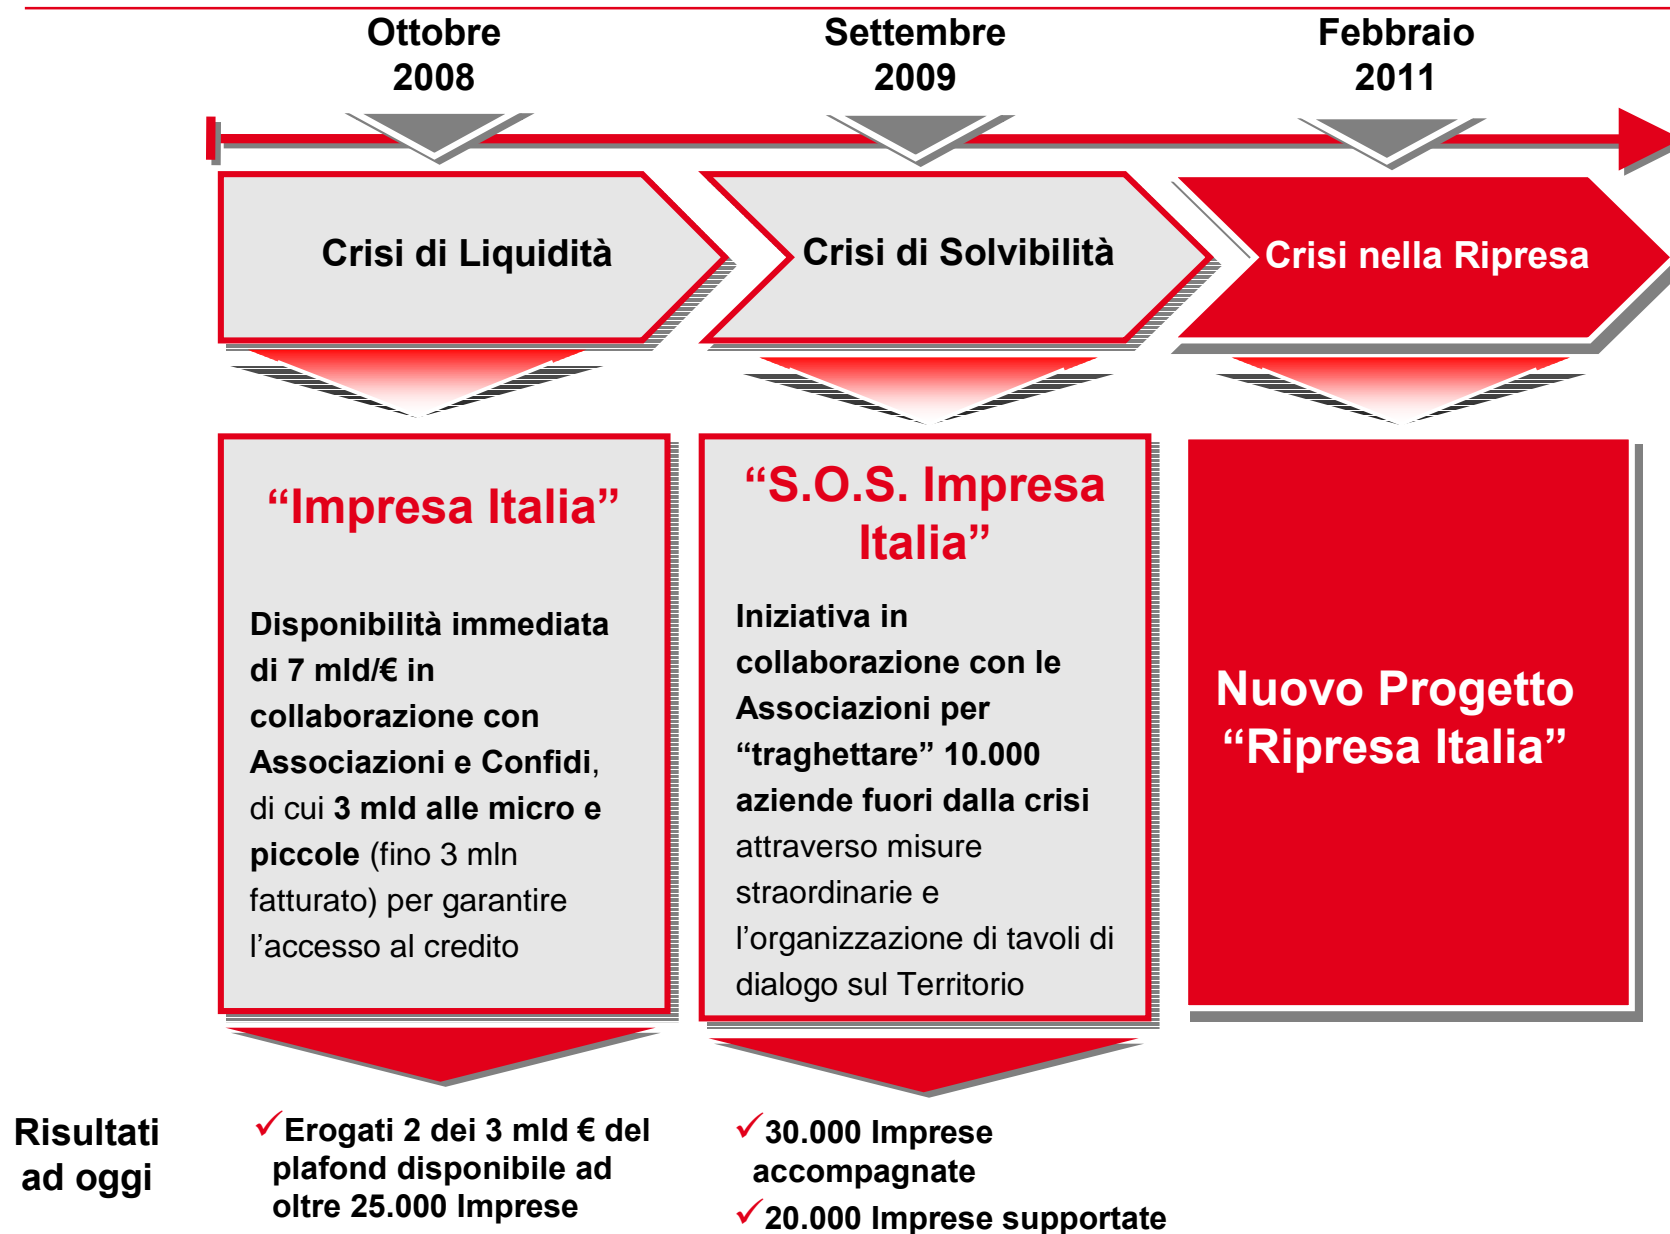 Ottobre
2008
Settembre
2009
Febbraio
2011
Crisi di Liquidità
Crisi di Solvibilità
Crisi nella Ripresa
“Impresa Italia”
Disponibilità immediata
di 7 mld/€ in
collaborazione con
Associazioni e Confidi,
di cui 3 mld alle micro e
piccole (fino 3 mln
fatturato) per garantire
l’accesso al credito
“S.O.S. Impresa
Italia”
Iniziativa in
collaborazione con le
Associazioni per
“traghettare” 10.000
aziende fuori dalla crisi
attraverso misure
straordinarie e
l’organizzazione di tavoli di
dialogo sul Territorio
Nuovo Progetto
“Ripresa Italia”
Risultati
ad oggi
✓Erogati 2 dei 3 mld € del
plafond disponibile ad
oltre 25.000 Imprese
✓30.000 Imprese
accompagnate
✓20.000 Imprese supportate